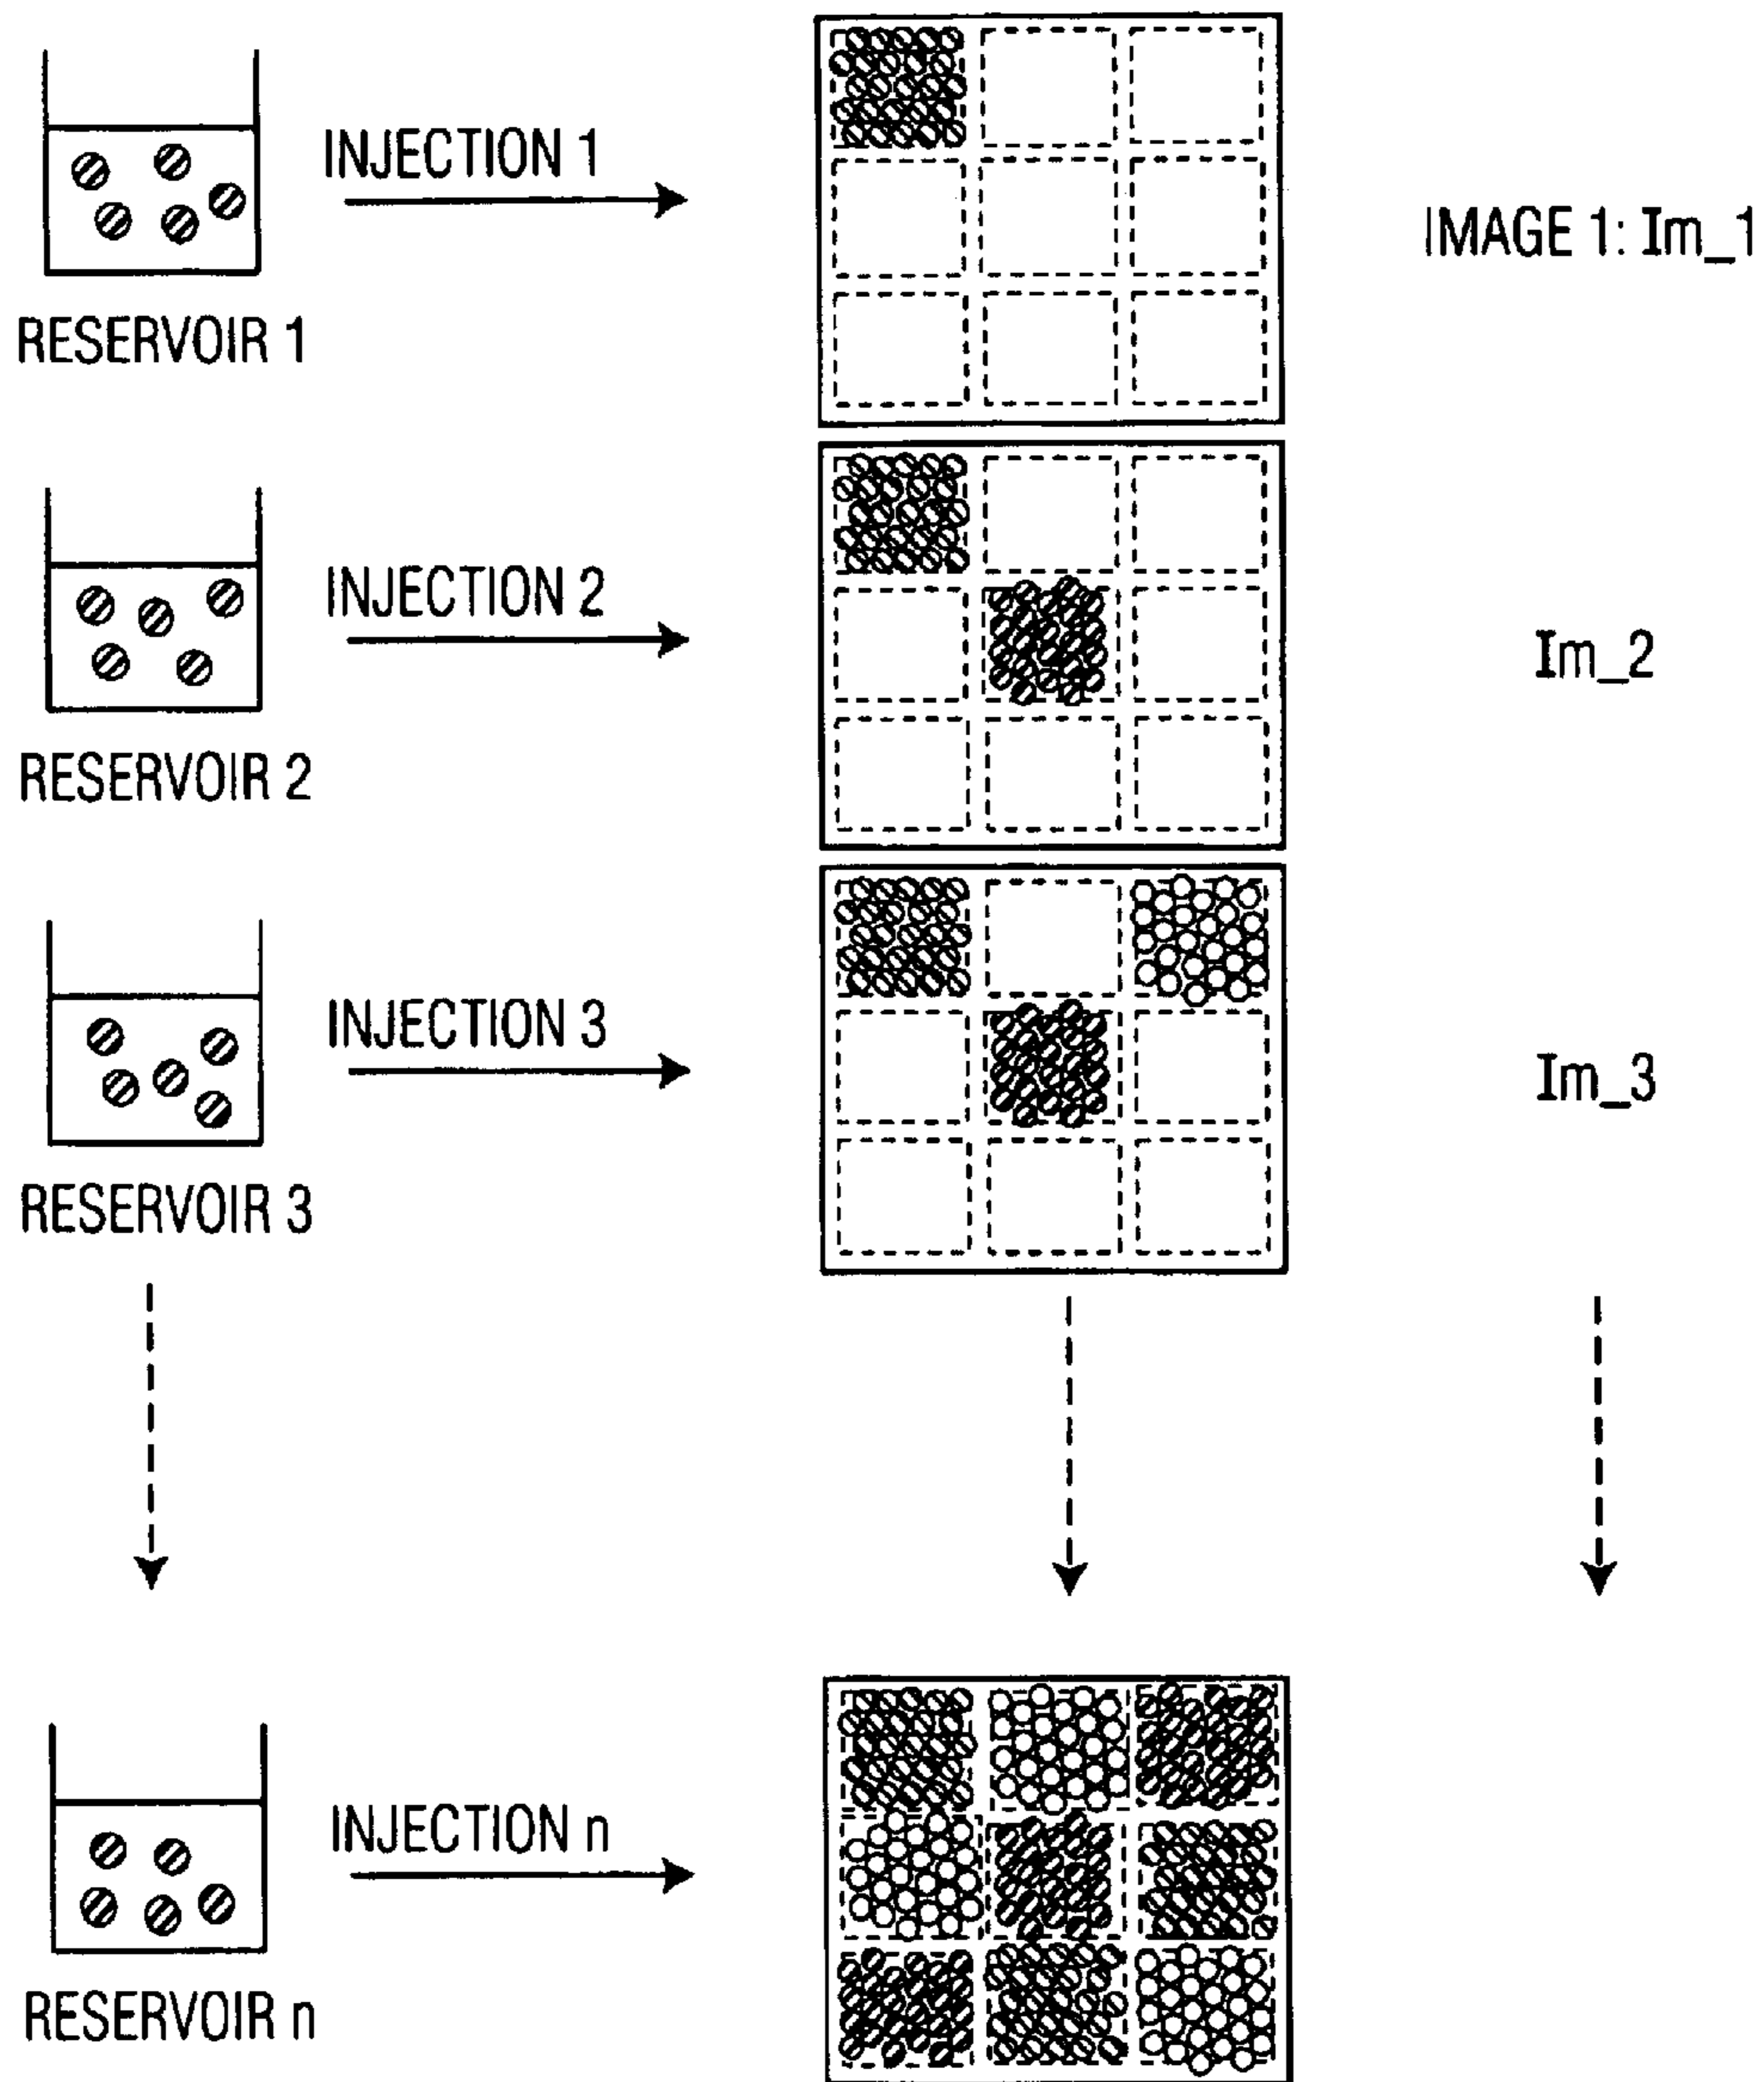 INJECTION 1
IMAGE 1: Im_1
RESERVOIR 1
INJECTION 2
Im_2
RESERVOIR 2
INJECTION 3
Im_3
RESERVOIR 3
INJECTION n
RESERVOIR n